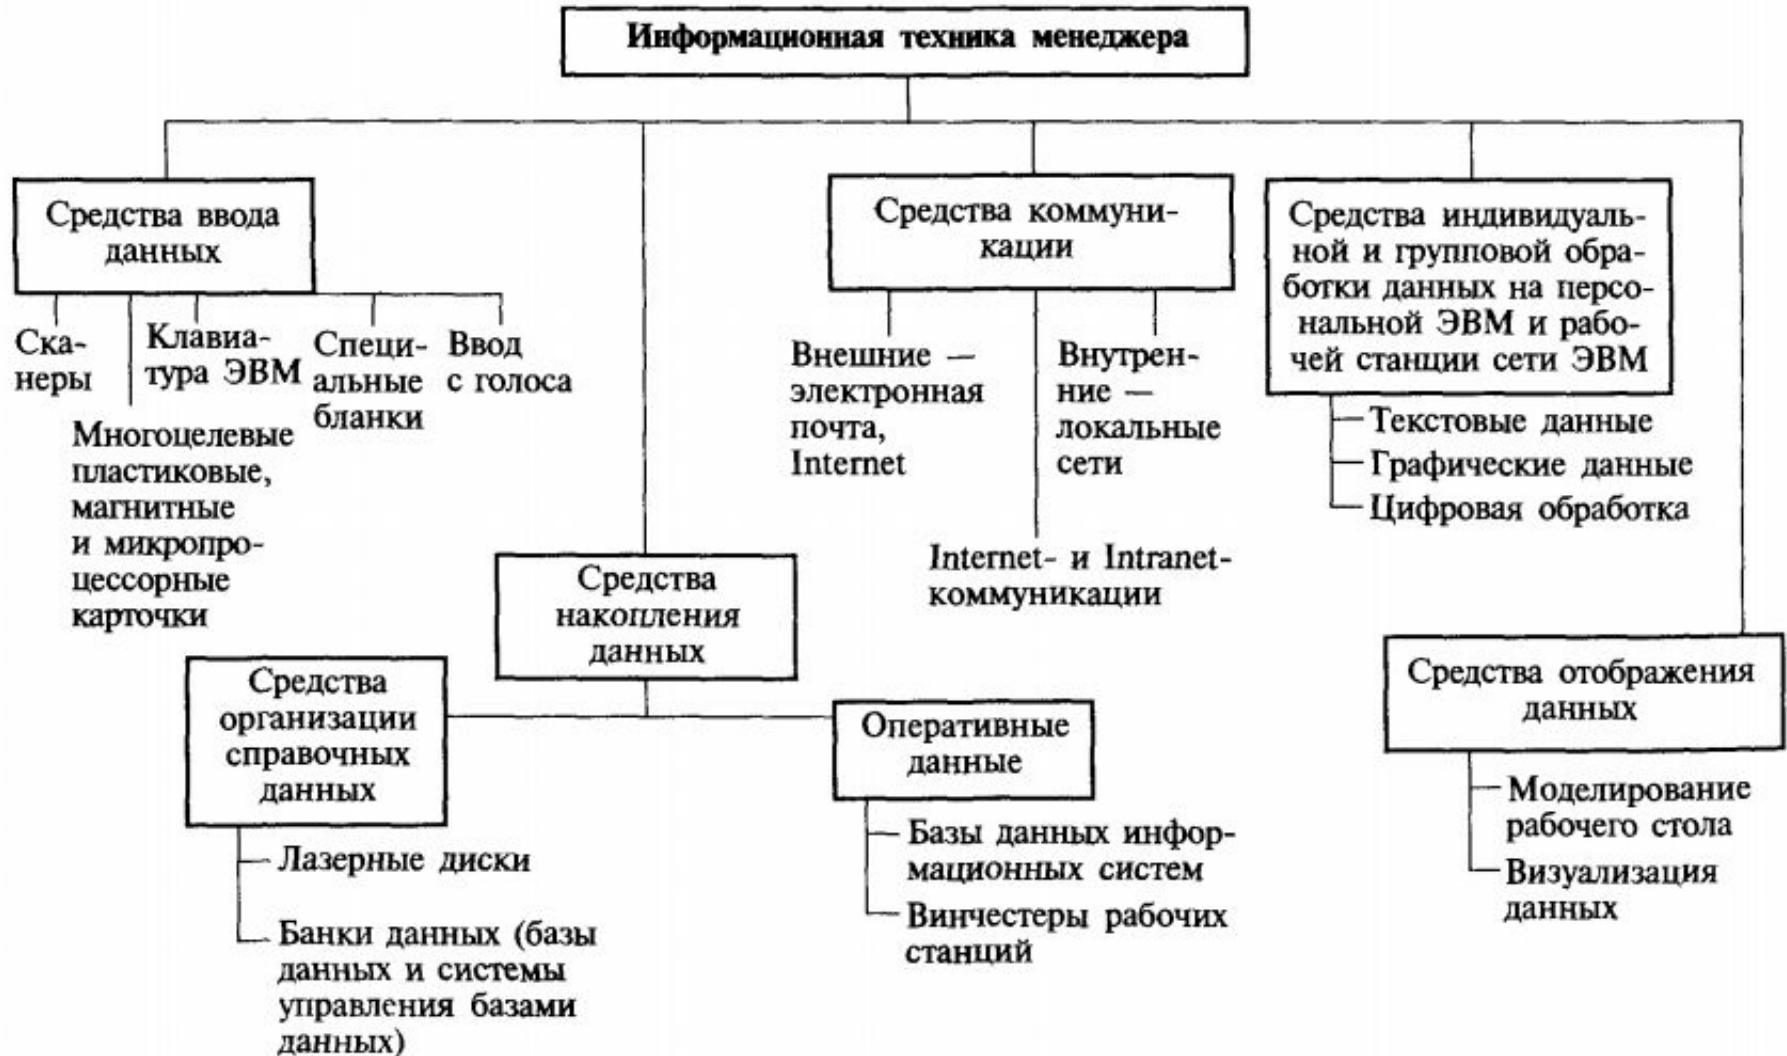 Информационная техника менеджера
Средства ввода
данных
Ска-
неры
Многоцелевые
пластиковые,
магнитные
и микропро-
цессорные
карточки
Клавиа-
тура ЭВМ
Специ-
альные
бланки
Ввод
с голоса
Средства
накопления
данных
Средства
организации
справочных
данных
Лазерные диски
Банки данных (базы
данных и системы
управления базами
данных)
Оперативные
данные
Базы данных инфор-
мационных систем
Винчестеры рабочих
станций
Средства коммуни-
кации
Внешние —
электронная
почта,
Internet
Internet- и Intranet-
коммуникации
Внутрен-
ние —
локальные
сети
Средства индивидуаль-
ной и групповой обра-
ботки данных на персо-
нальной ЭВМ и рабо-
чей станции сети ЭВМ
Текстовые данные
Графические данные
Цифровая обработка
Средства отображения
данных
Моделирование
рабочего стола
Визуализация
данных